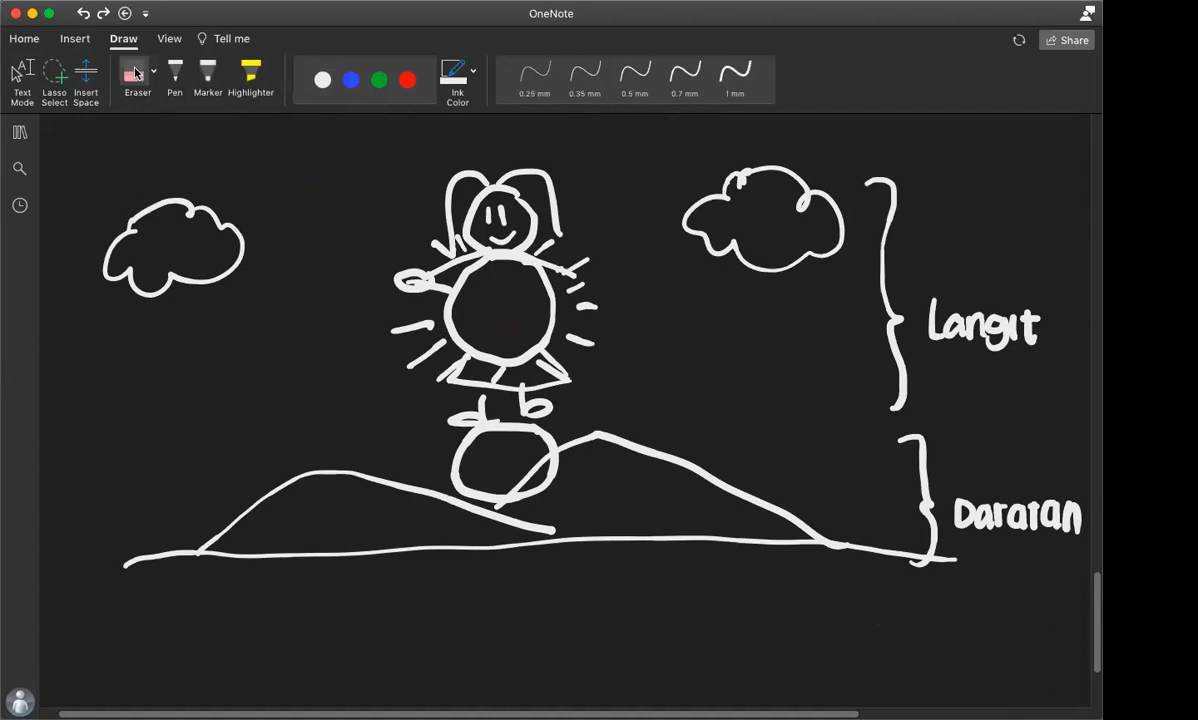 OneNote
Home Insert Draw View Tell me
Share
Text Mode
Lasso Select
Insert Space
Eraser
Pen
Marker
Highlighter
Ink Color
0.25 mm
0.35 mm
0.5 mm
0.7 mm
1 mm
Langit
Daratan